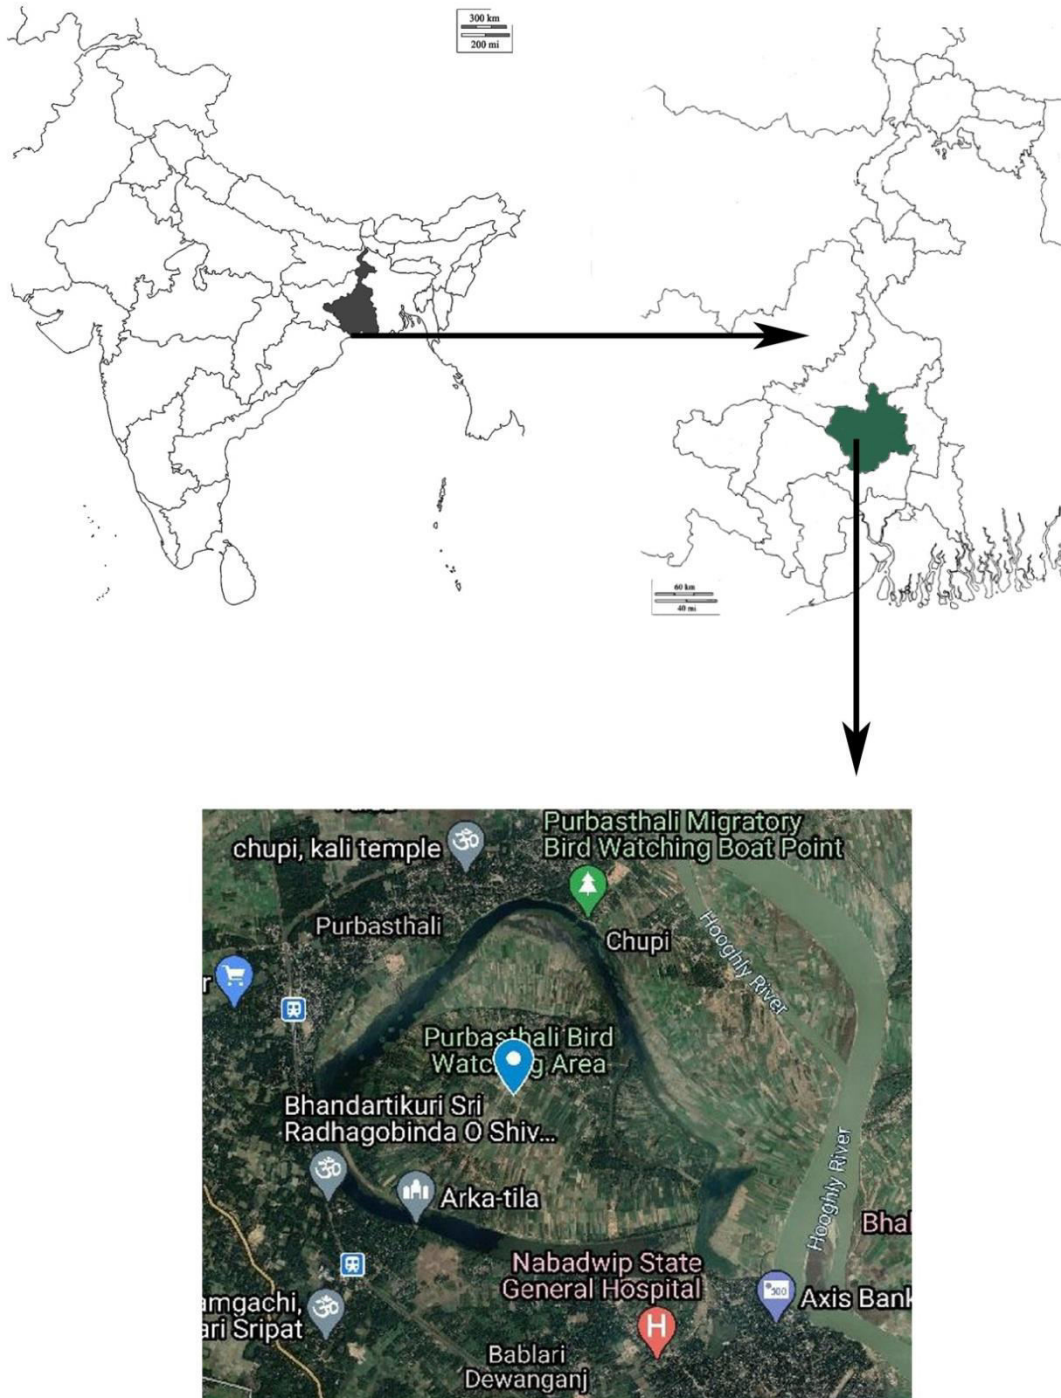 300 km
200 mi
60 km
40 mi
Purbasthali Migratory
Bird Watching Boat Point
chupi, kali temple
Purbasthali
Chupi
Hooghly River
r
Purbasthali Bird
Watching Area
Bhandartikuri Sri
Radhagobinda O Shiv...
Arka-tila
Hooghly River
Bhal
Nabadwip State
General Hospital
H
Axis Bank
amgachi,
ari Sripat
Bablari
Dewanganj